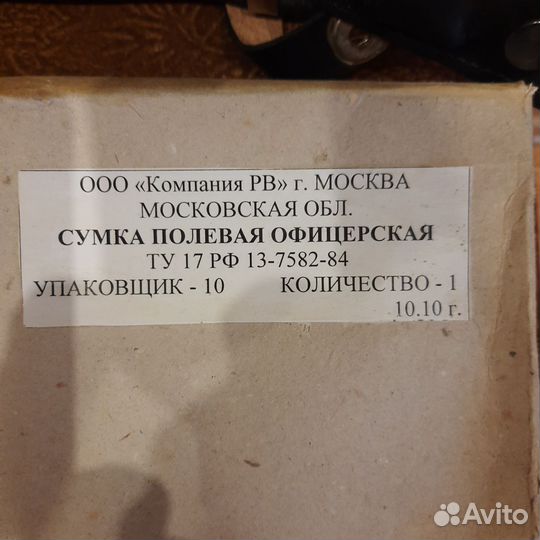 ООО «Компания РВ» г. МОСКВА
МОСКОВСКАЯ ОБЛ.
СУМКА ПОЛЕВАЯ ОФИЦЕРСКАЯ
ТУ 17 РФ 13-7582-84
УПАКОВЩИК - 10 КОЛИЧЕСТВО - 1
10.10 г.
Avito